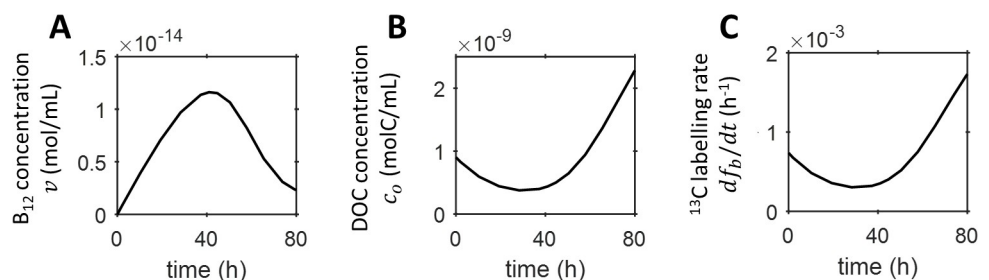 A
×10⁻¹⁴
B₁₂ concentration
𝑣 (mol/mL)
1.5
1
0.5
0
0
40
80
time (h)
B
×10⁻⁹
DOC concentration
𝑐ₒ (molC/mL)
2
1
0
0
40
80
time (h)
C
×10⁻³
¹³C labelling rate
𝑑𝑓_b/𝑑𝑡 (h⁻¹)
2
1
0
0
40
80
time (h)